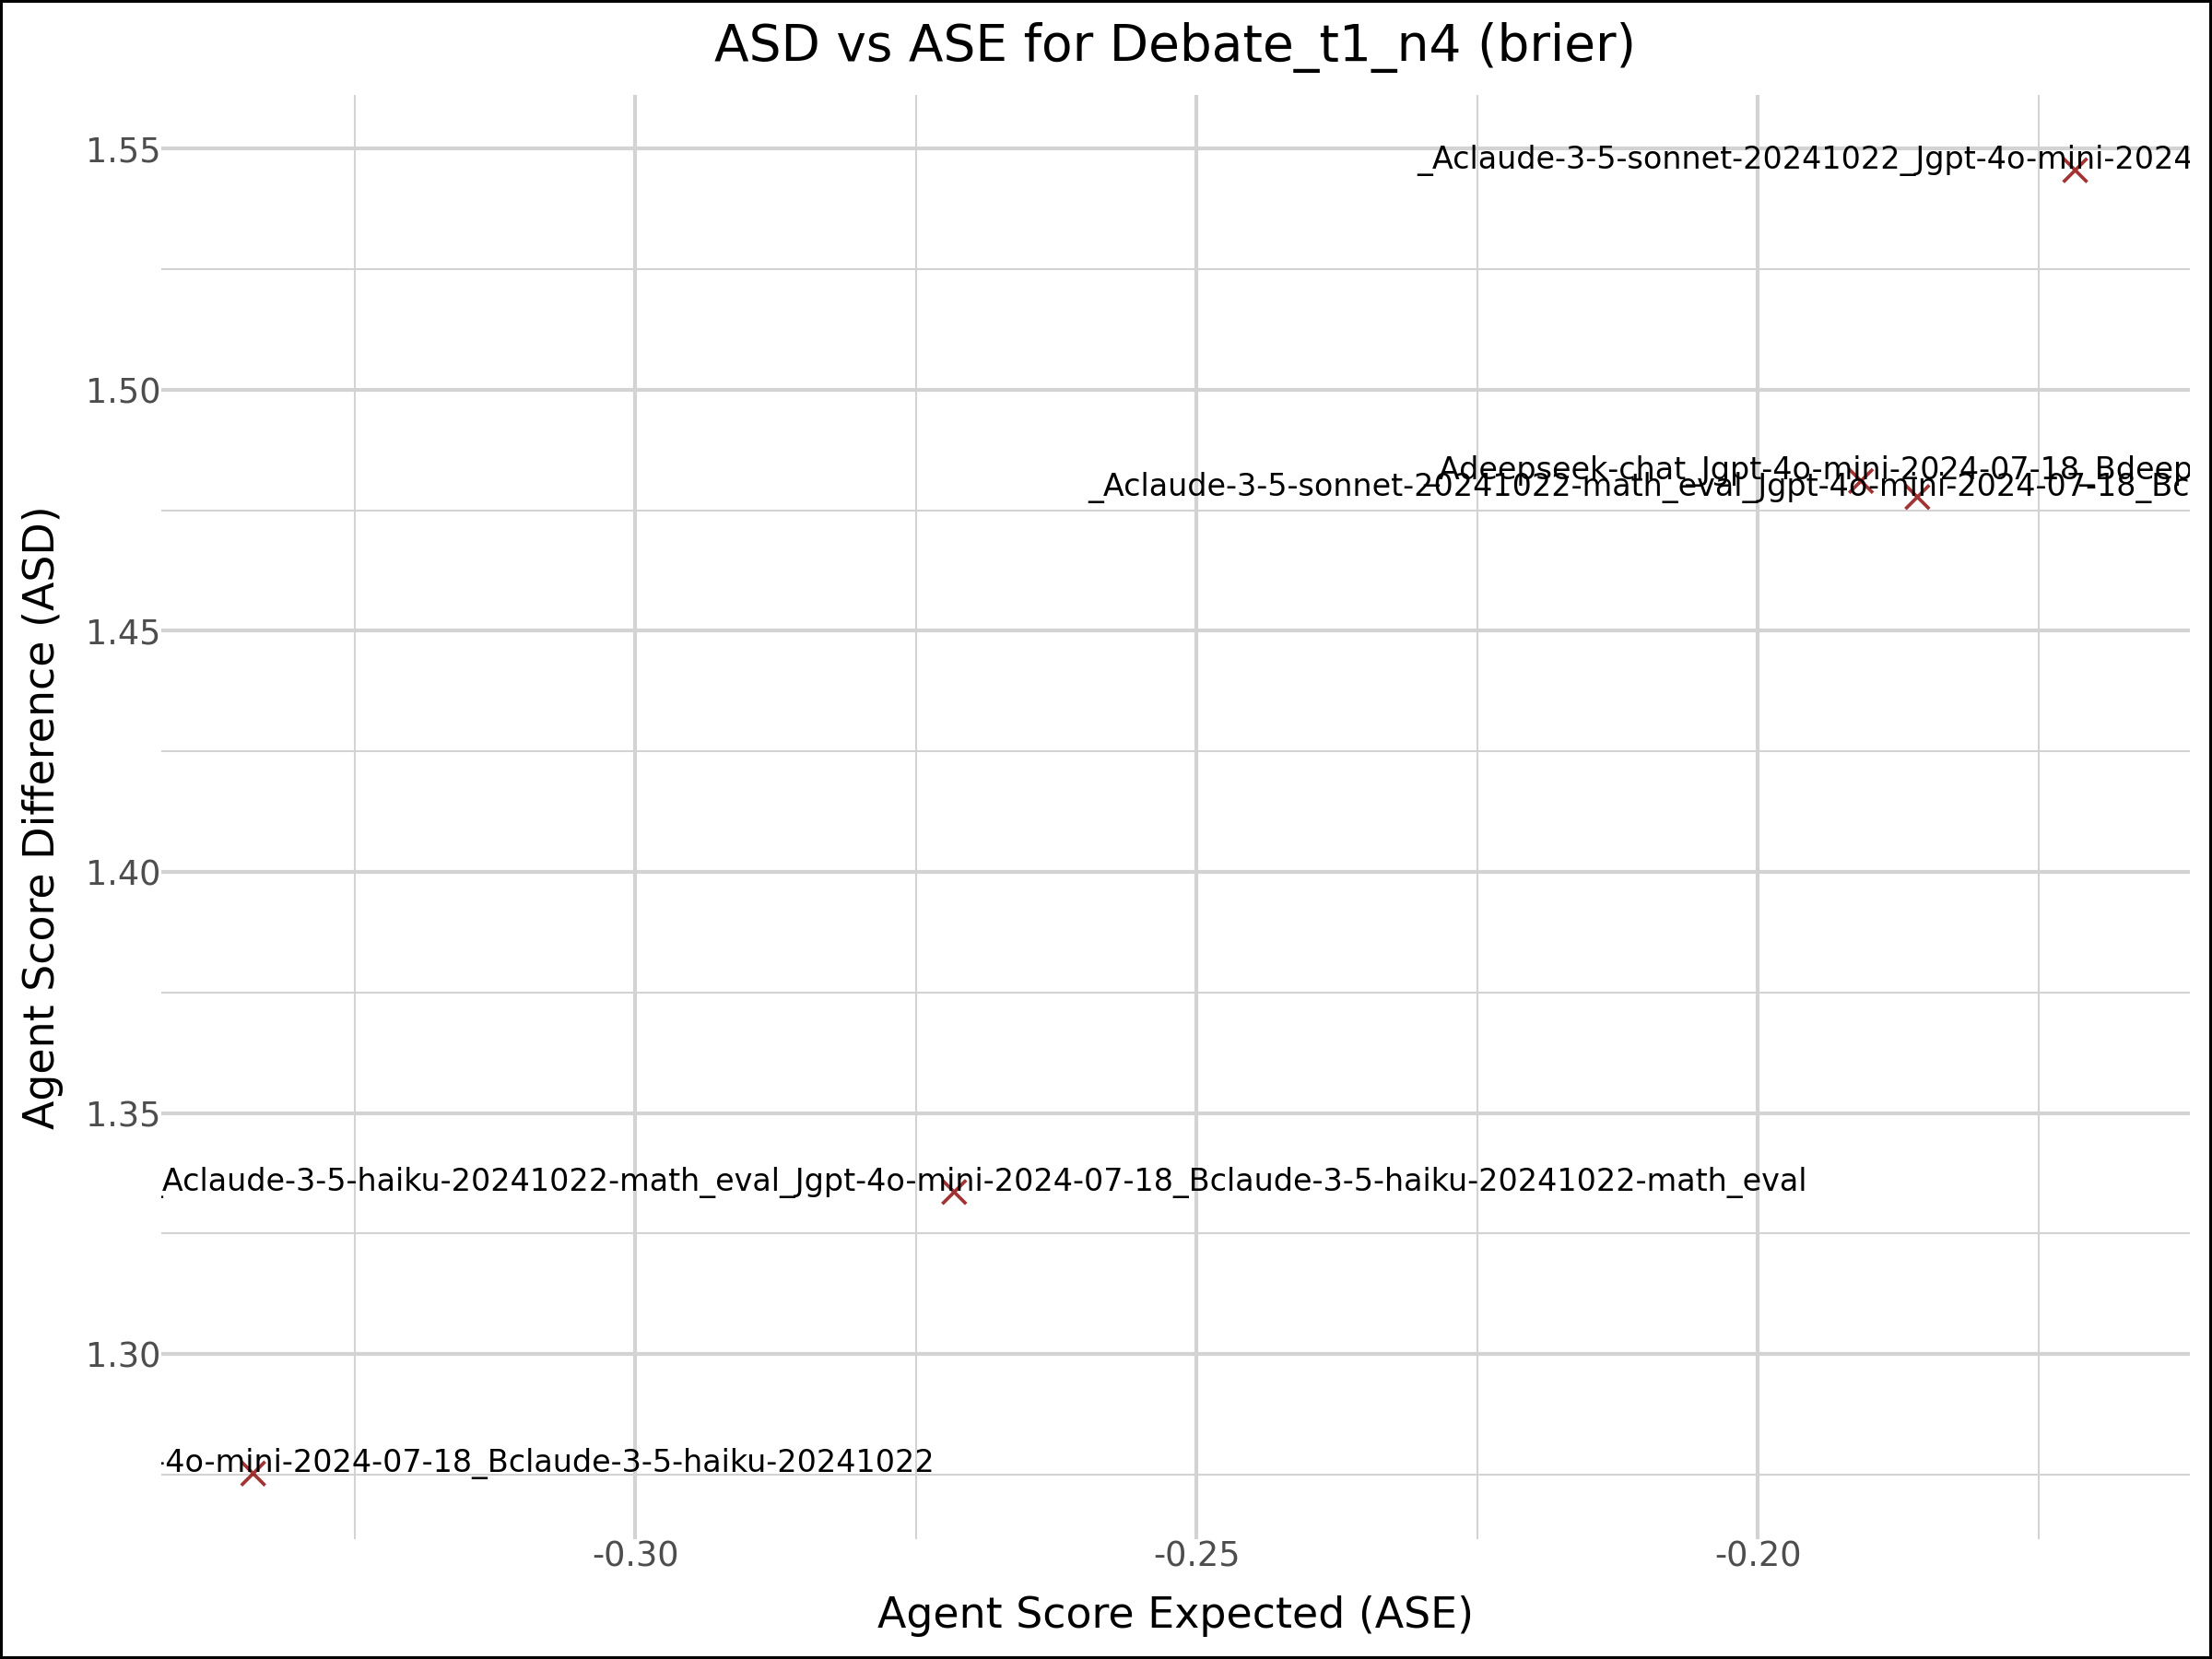 ASD vs ASE for Debate_t1_n4 (brier)
1.55
_Aclaude-3-5-sonnet-20241022_Jgpt-4o-mini-2024
1.50
_Adeepseek-chat_Jgpt-4o-mini-2024-07-18_Bdeep
_Aclaude-3-5-sonnet-20241022-math_eval_Jgpt-4o-mini-2024-07-18_Bc
1.45
Agent Score Difference (ASD)
1.40
1.35
_Aclaude-3-5-haiku-20241022-math_eval_Jgpt-4o-mini-2024-07-18_Bclaude-3-5-haiku-20241022-math_eval
1.30
-4o-mini-2024-07-18_Bclaude-3-5-haiku-20241022
-0.30
-0.25
-0.20
Agent Score Expected (ASE)